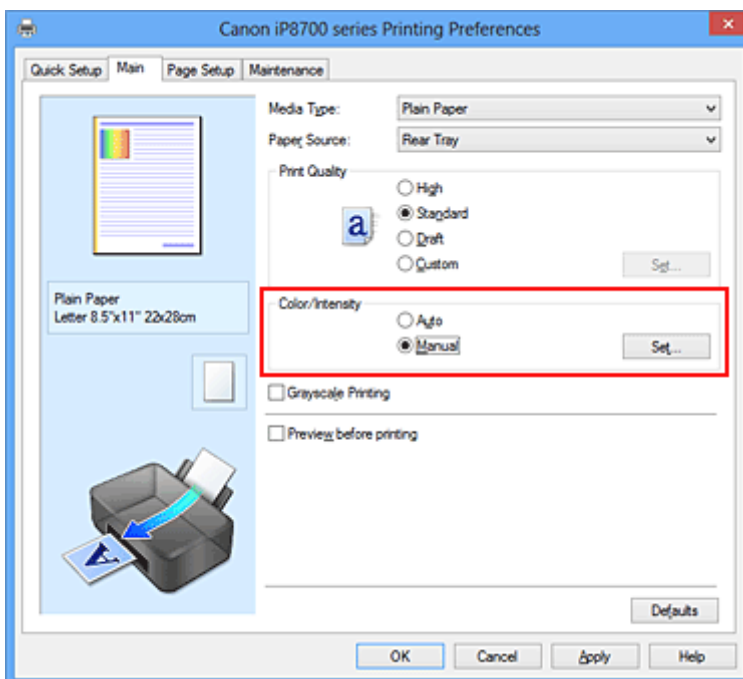 Canon iP8700 series Printing Preferences
Quick Setup Main Page Setup Maintenance
Media Type: Plain Paper
Paper Source: Rear Tray
Print Quality
High
a Standard
Draft
Custom Set...
Plain Paper
Letter 8.5"x11" 22x28cm
Color/Intensity
Auto
Manual Set...
Grayscale Printing
Preview before printing
A
Defaults
OK Cancel Apply Help